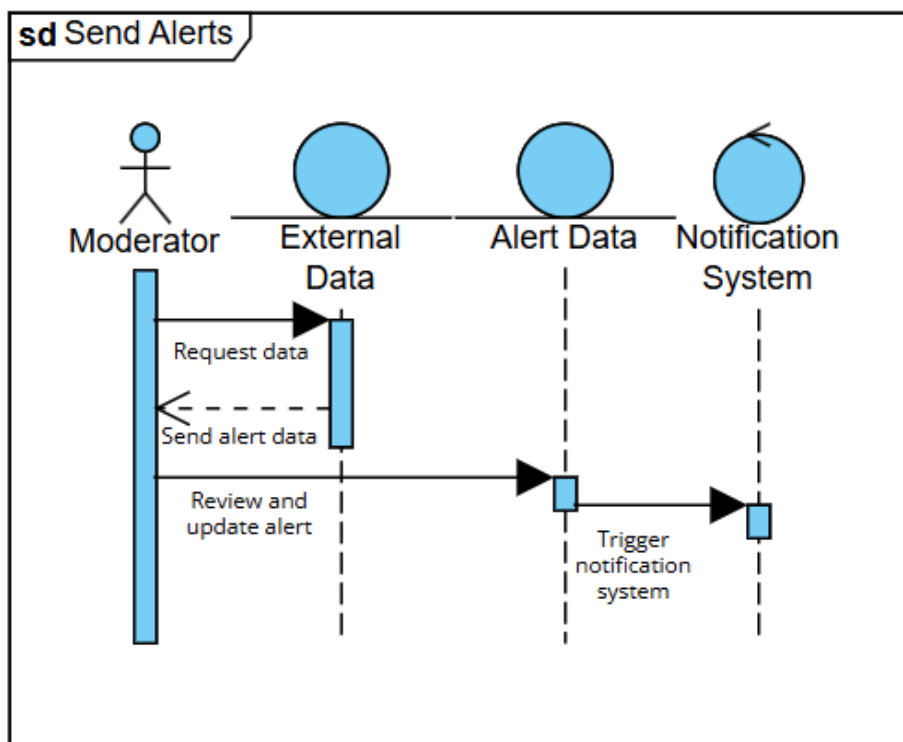 sd Send Alerts
Moderator
External
Data
Alert Data
Notification
System
Request data
Send alert data
Review and
update alert
Trigger
notification
system